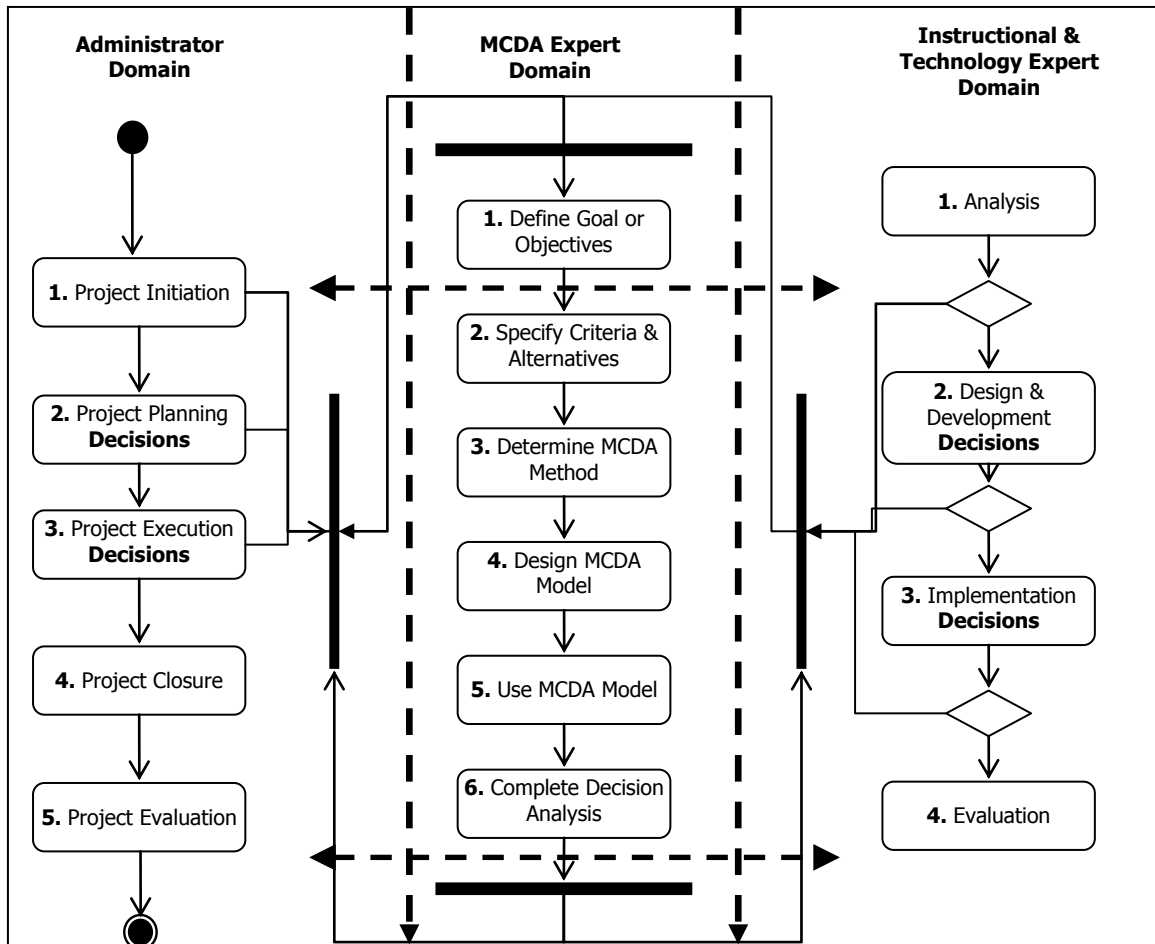 Administrator
Domain
1. Project Initiation
2. Project Planning
Decisions
3. Project Execution
Decisions
4. Project Closure
5. Project Evaluation
MCDA Expert
Domain
1. Define Goal or
Objectives
2. Specify Criteria &
Alternatives
3. Determine MCDA
Method
4. Design MCDA
Model
5. Use MCDA Model
6. Complete Decision
Analysis
Instructional &
Technology Expert
Domain
1. Analysis
2. Design &
Development
Decisions
3. Implementation
Decisions
4. Evaluation